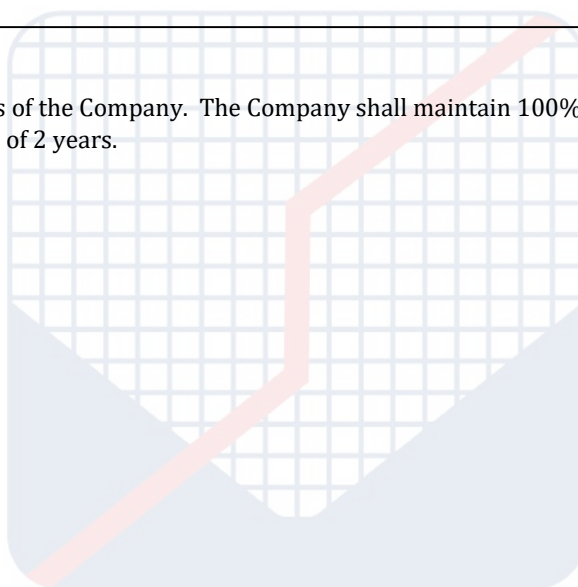 s of the Company. The Company shall maintain 100%
of 2 years.